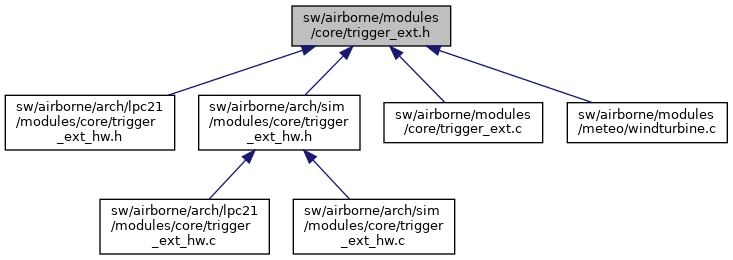 sw/airborne/modules
/core/trigger_ext.h
sw/airborne/arch/lpc21
/modules/core/trigger
_ext_hw.h
sw/airborne/arch/sim
/modules/core/trigger
_ext_hw.h
sw/airborne/modules
/core/trigger_ext.c
sw/airborne/modules
/meteo/windturbine.c
sw/airborne/arch/lpc21
/modules/core/trigger
_ext_hw.c
sw/airborne/arch/sim
/modules/core/trigger
_ext_hw.c